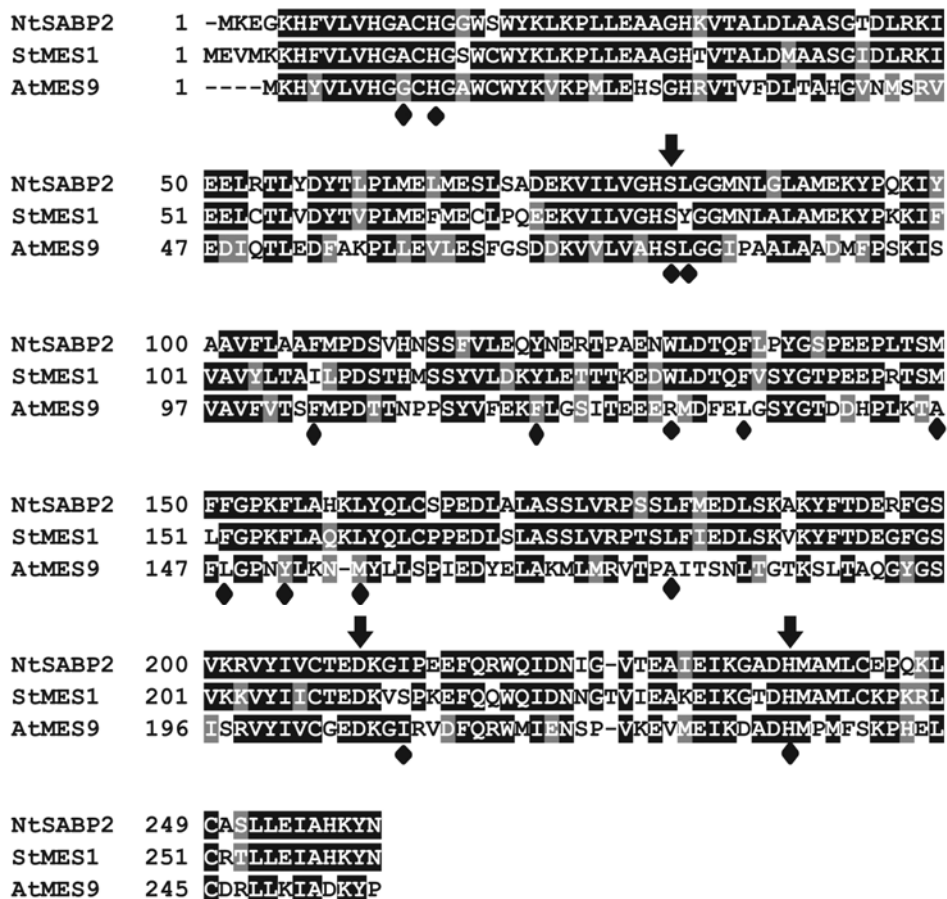 NtSABP2 1 -MKEGKHFVLVHGACHGGWSWYKLKPLLEAAGHKVTALDLAASGTDLRKI
StMES1 1 MEVMKKHFVLVHGACHGSWCWYKLKPLLEAAGHTVTALDMAASGIDLRKI
AtMES9 1 ----MKHYVLVHGGCHGAWCWYKVKPMLEHSGHRVTVFDLTAHGVNMSRV
NtSABP2 50 EELRTLYDYTLPLMELMESLSADEKVILVGHSLGGMNLGLAMEKYPQKIY
StMES1 51 EELCTLVDYTVPLMEFMECLPQEEKVILVGHSYGGMNLALAMEKYPKKIF
AtMES9 47 EDIQTLEDFAKPLLEVLESFGSDDKVVLVAHSLGGIPAALAADMFPSKIS
NtSABP2 100 AAVFLAAFMPDSVHNSSFVLEQYNERTPAENWLDTQFLPYGSPEEPLTSM
StMES1 101 VAVYLTAILPDSTHMSSYVLDKYLETTTKEDWLDTQFVSYGTPEEPRTSM
AtMES9 97 VAVFVTSFMPDTTNPPSYVFEKFLGSITEEERMDFELGSYGTDDHPLKTA
NtSABP2 150 FFGPKFLAHKLYQLCSPEDLALASSLVRPSSLFMEDLSKAKYFTDERFGS
StMES1 151 LFGPKFLAQKLYQLCPPEDLSLASSLVRPTSLFIEDLSKVKYFTDEGFGS
AtMES9 147 FLGPNYLKN-MYLLSPIEDYELAKMLMRVTPAITSNLTGTKSLTAQGYGS
NtSABP2 200 VKRVYIVCTEDKGIPEEFQRWQIDNIG-VTEAIEIKGADHMAMLCEPQKL
StMES1 201 VKKVYIICTEDKVSPKEFQQWQIDNNGTVIEAKEIKGTDHMAMLCKPKRL
AtMES9 196 ISRVYIVCGEDKGIRVDFQRWMIENSP-VKEVMEIKDADHMPMFSKPHEL
NtSABP2 249 CASLLEIAHKYN
StMES1 251 CRTLLEIAHKYN
AtMES9 245 CDRLLKIADKYP